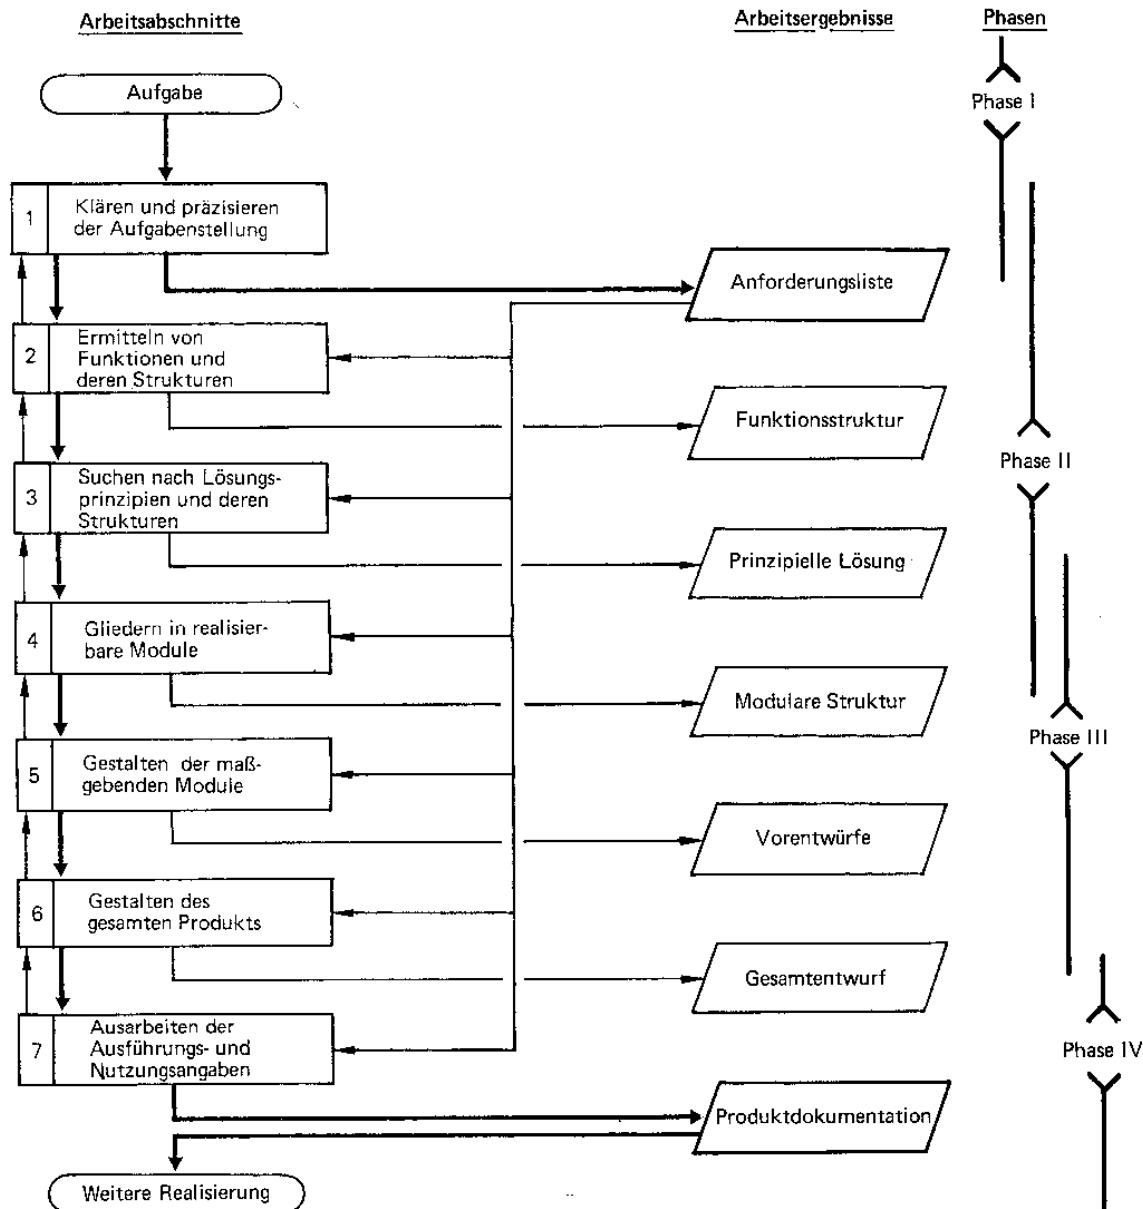 Arbeitsabschnitte
Arbeitsergebnisse
Phasen
Aufgabe
Phase I
1
Klären und präzisieren
der Aufgabenstellung
Anforderungsliste
2
Ermitteln von
Funktionen und
deren Strukturen
Funktionsstruktur
Phase II
3
Suchen nach Lösungs-
prinzipien und deren
Strukturen
Prinzipielle Lösung
4
Gliedern in realisier-
bare Module
Modulare Struktur
Phase III
5
Gestalten der maß-
gebenden Module
Vorentwürfe
6
Gestalten des
gesamten Produkts
Gesamtentwurf
7
Ausarbeiten der
Ausführungs- und
Nutzungsangaben
Phase IV
Produktdokumentation
Weitere Realisierung